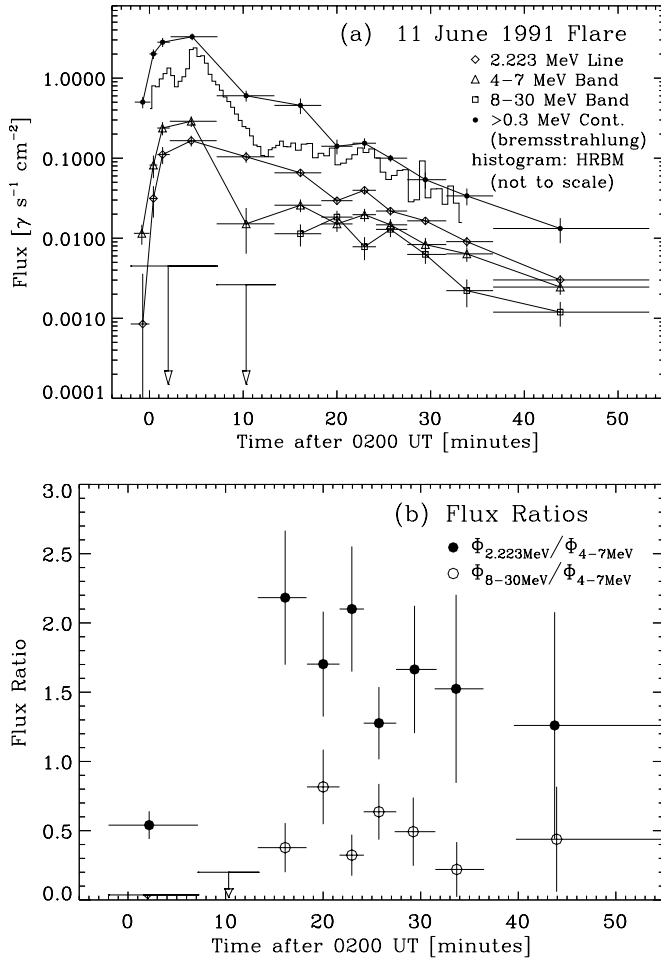 (a) 11 June 1991 Flare
2.223 MeV Line
4−7 MeV Band
8−30 MeV Band
>0.3 MeV Cont.
(bremsstrahlung)
histogram: HRBM
(not to scale)
Flux [γ s⁻¹ cm⁻²]
1.0000
0.1000
0.0100
0.0010
0.0001
0 10 20 30 40 50
Time after 0200 UT [minutes]
(b) Flux Ratios
Φ2.223MeV/Φ4−7MeV
Φ8−30MeV/Φ4−7MeV
Flux Ratio
3.0
2.5
2.0
1.5
1.0
0.5
0.0
0 10 20 30 40 50
Time after 0200 UT [minutes]